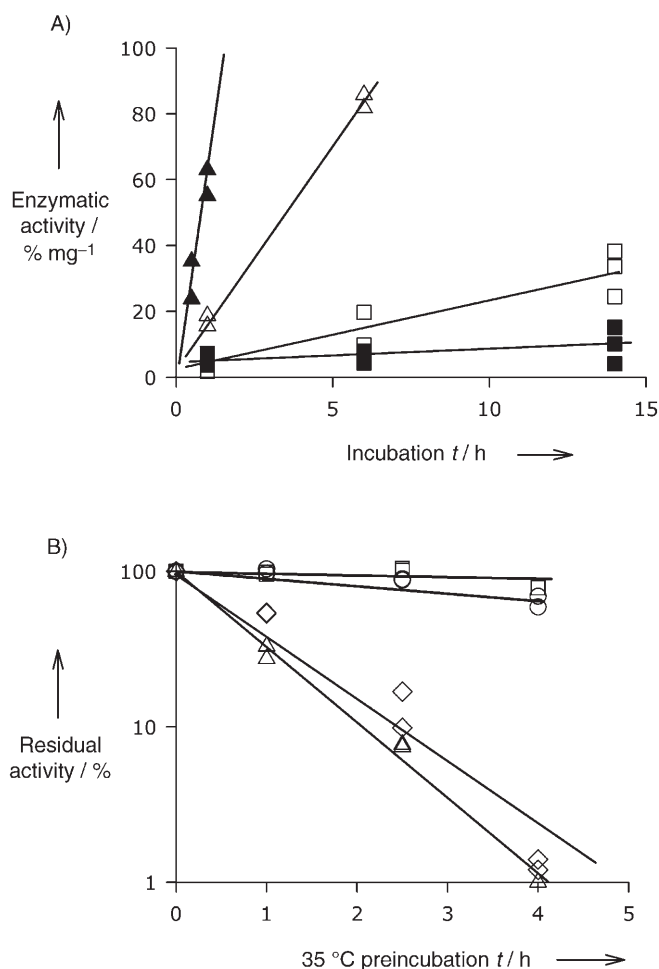 A)
100
80
60
40
20
0
Enzymatic
activity /
% mg⁻¹
0 5 10 15
Incubation t / h
B)
100
10
1
Residual
activity / %
0 1 2 3 4 5
35 °C preincubation t / h